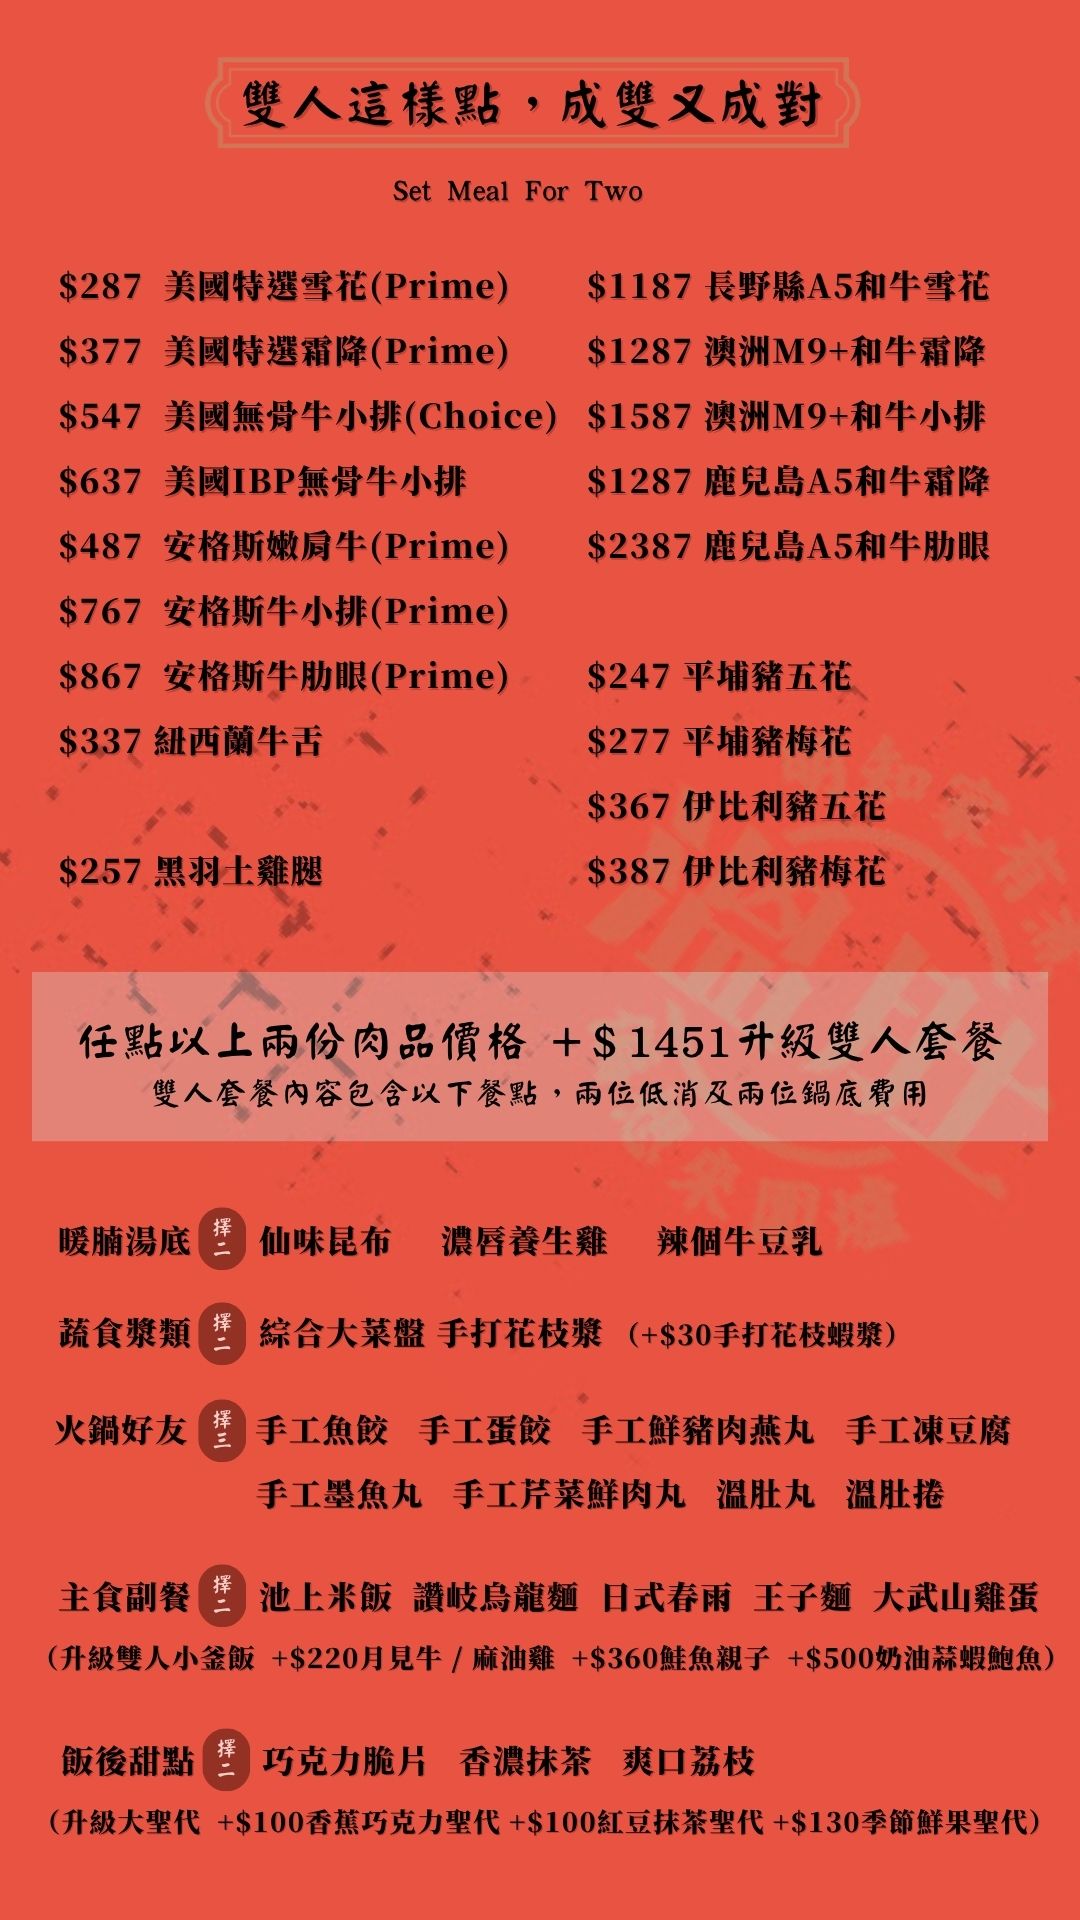 雙人這樣點，成雙又成對
Set Meal For Two
$287 美國特選雪花(Prime)
$377 美國特選霜降(Prime)
$547 美國無骨牛小排(Choice)
$637 美國IBP無骨牛小排
$487 安格斯嫩肩牛(Prime)
$767 安格斯牛小排(Prime)
$867 安格斯牛肋眼(Prime)
$337 紐西蘭牛舌
$257 黑羽土雞腿
$1187 長野縣A5和牛雪花
$1287 澳洲M9+和牛霜降
$1587 澳洲M9+和牛小排
$1287 鹿兒島A5和牛霜降
$2387 鹿兒島A5和牛肋眼
$247 平埔豬五花
$277 平埔豬梅花
$367 伊比利豬五花
$387 伊比利豬梅花
任點以上兩份肉品價格 +$1451升級雙人套餐
雙人套餐內容包含以下餐點，兩位低消及兩位鍋底費用
暖腩湯底 擇二 仙味昆布 濃唇養生雞 辣個牛豆乳
蔬食漿類 擇二 綜合大菜盤 手打花枝漿 (+$30手打花枝蝦漿)
火鍋好友 擇三 手工魚餃 手工蛋餃 手工鮮豬肉燕丸 手工凍豆腐
手工墨魚丸 手工芹菜鮮肉丸 溫肚丸 溫肚捲
主食副餐 擇二 池上米飯 讚岐烏龍麵 日式春雨 王子麵 大武山雞蛋
(升級雙人小釜飯 +$220月見牛 / 麻油雞 +$360鮭魚親子 +$500奶油蒜蝦鮑魚)
飯後甜點 擇二 巧克力脆片 香濃抹茶 爽口荔枝
(升級大聖代 +$100香蕉巧克力聖代 +$100紅豆抹茶聖代 +$130季節鮮果聖代)